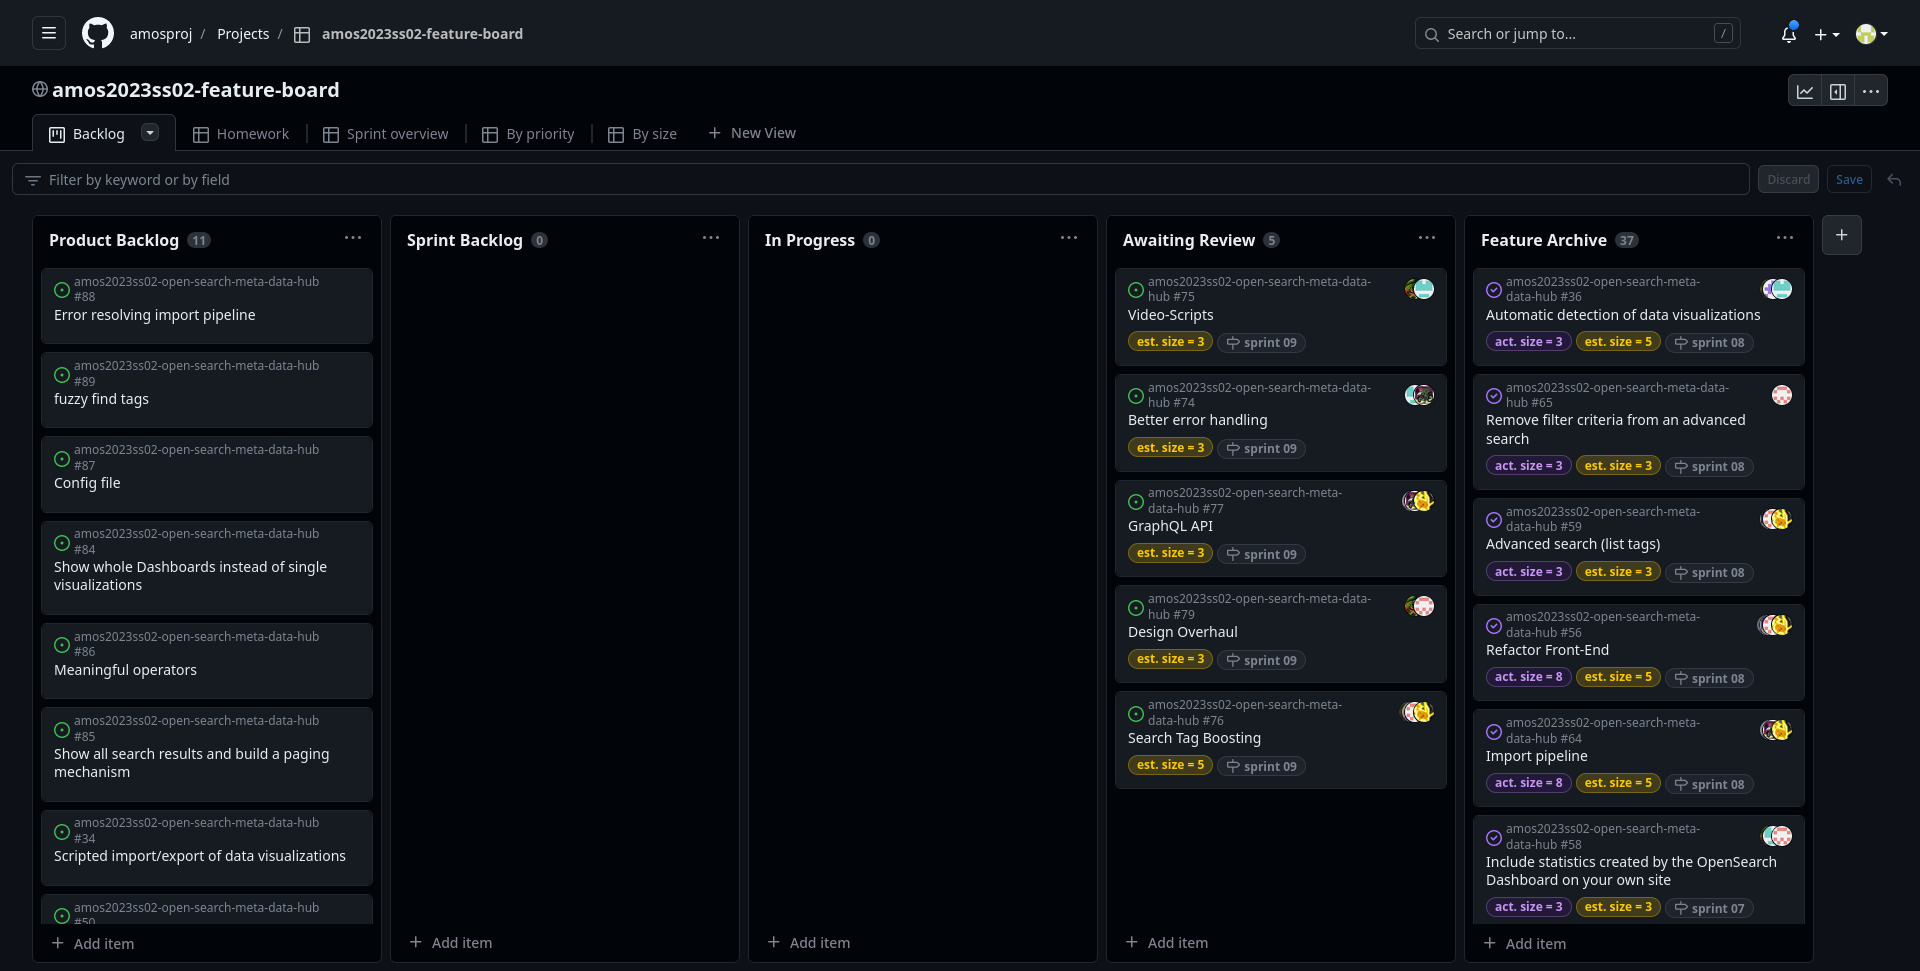 amosproj / Projects / amos2023ss02-feature-board
Search or jump to... /
amos2023ss02-feature-board
Backlog Homework Sprint overview By priority By size + New View
Filter by keyword or by field Discard Save
Product Backlog 11
amos2023ss02-open-search-meta-data-hub
#88
Error resolving import pipeline
amos2023ss02-open-search-meta-data-hub
#89
fuzzy find tags
amos2023ss02-open-search-meta-data-hub
#87
Config file
amos2023ss02-open-search-meta-data-hub
#84
Show whole Dashboards instead of single
visualizations
amos2023ss02-open-search-meta-data-hub
#86
Meaningful operators
amos2023ss02-open-search-meta-data-hub
#85
Show all search results and build a paging
mechanism
amos2023ss02-open-search-meta-data-hub
#34
Scripted import/export of data visualizations
amos2023ss02-open-search-meta-data-hub
#50
+ Add item
Sprint Backlog 0
+ Add item
In Progress 0
+ Add item
Awaiting Review 5
amos2023ss02-open-search-meta-data-
hub #75
Video-Scripts
est. size = 3 sprint 09
amos2023ss02-open-search-meta-data-
hub #74
Better error handling
est. size = 3 sprint 09
amos2023ss02-open-search-meta-
data-hub #77
GraphQL API
est. size = 3 sprint 09
amos2023ss02-open-search-meta-data-
hub #79
Design Overhaul
est. size = 3 sprint 09
amos2023ss02-open-search-meta-
data-hub #76
Search Tag Boosting
est. size = 5 sprint 09
+ Add item
Feature Archive 37
amos2023ss02-open-search-meta-
data-hub #36
Automatic detection of data visualizations
act. size = 3 est. size = 5 sprint 08
amos2023ss02-open-search-meta-data-
hub #65
Remove filter criteria from an advanced
search
act. size = 3 est. size = 3 sprint 08
amos2023ss02-open-search-meta-
data-hub #59
Advanced search (list tags)
act. size = 3 est. size = 3 sprint 08
amos2023ss02-open-search-meta-
data-hub #56
Refactor Front-End
act. size = 8 est. size = 5 sprint 08
amos2023ss02-open-search-meta-
data-hub #64
Import pipeline
act. size = 8 est. size = 5 sprint 08
amos2023ss02-open-search-meta-
data-hub #58
Include statistics created by the OpenSearch
Dashboard on your own site
act. size = 3 est. size = 3 sprint 07
+ Add item